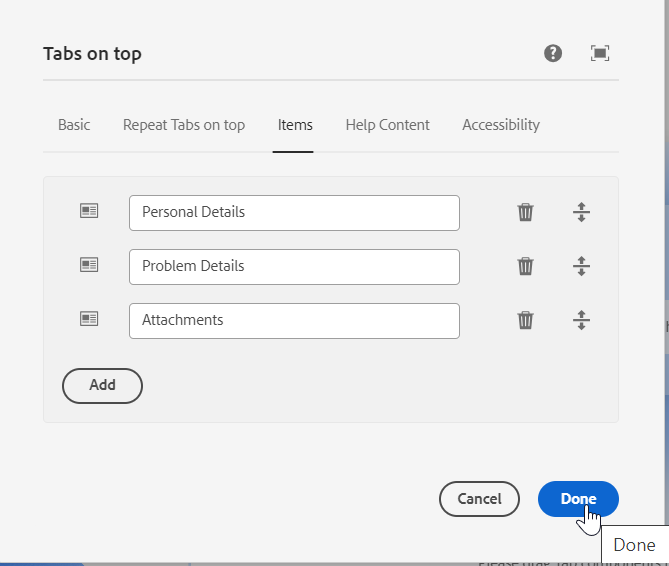 Tabs on top
Basic Repeat Tabs on top Items Help Content Accessibility
Personal Details
Problem Details
Attachments
Add
Cancel Done
Done